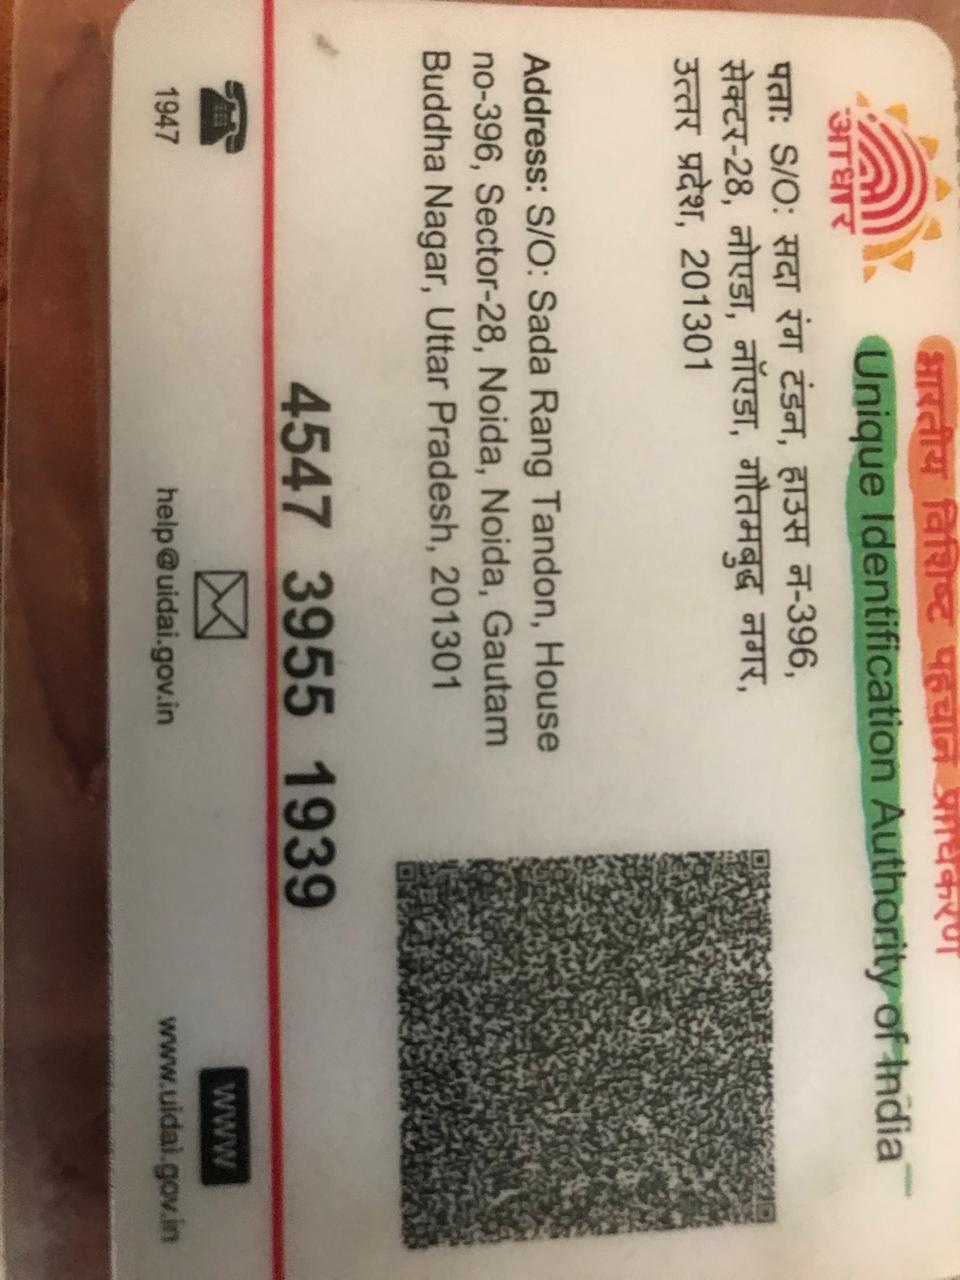 भारतीय विशिष्ट पहचान प्राधिकरण
Unique Identification Authority of India
आधार
पता: S/O: सदा रंग टंडन, हाउस न-396,
सेक्टर-28, नोएडा, नॉएडा, गौतमबुद्ध नगर,
उत्तर प्रदेश, 201301
Address: S/O: Sada Rang Tandon, House
no-396, Sector-28, Noida, Noida, Gautam
Buddha Nagar, Uttar Pradesh, 201301
4547 3955 1939
1947
help@uidai.gov.in
WWW
www.uidai.gov.in